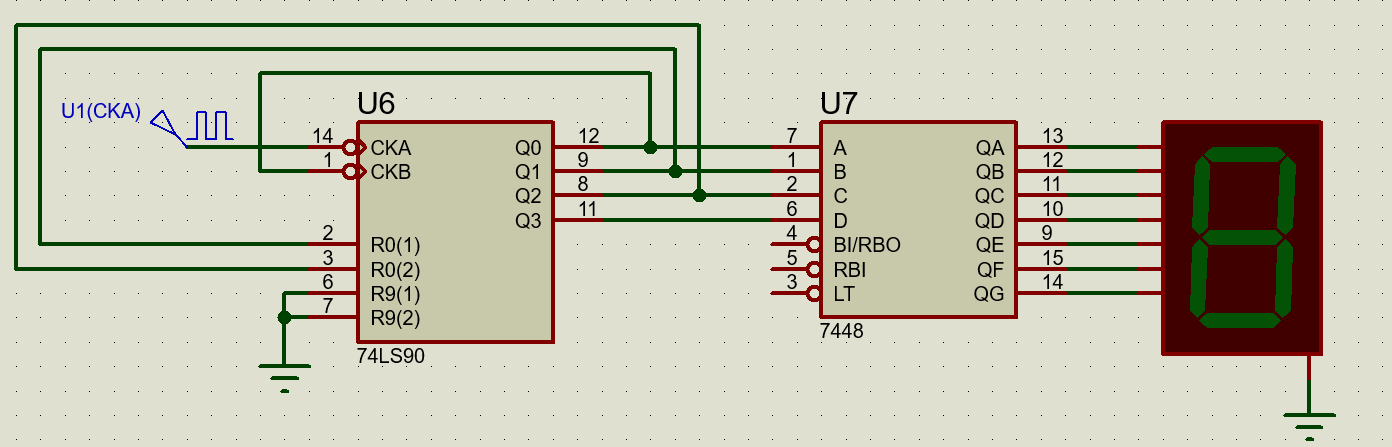 U1(CKA)
U6
14 CKA Q0 12
1 CKB Q1 9
Q2 8
Q3 11
2 R0(1)
3 R0(2)
6 R9(1)
7 R9(2)
74LS90
U7
7 A QA 13
1 B QB 12
2 C QC 11
6 D QD 10
4 BI/RBO QE 9
5 RBI QF 15
3 LT QG 14
7448